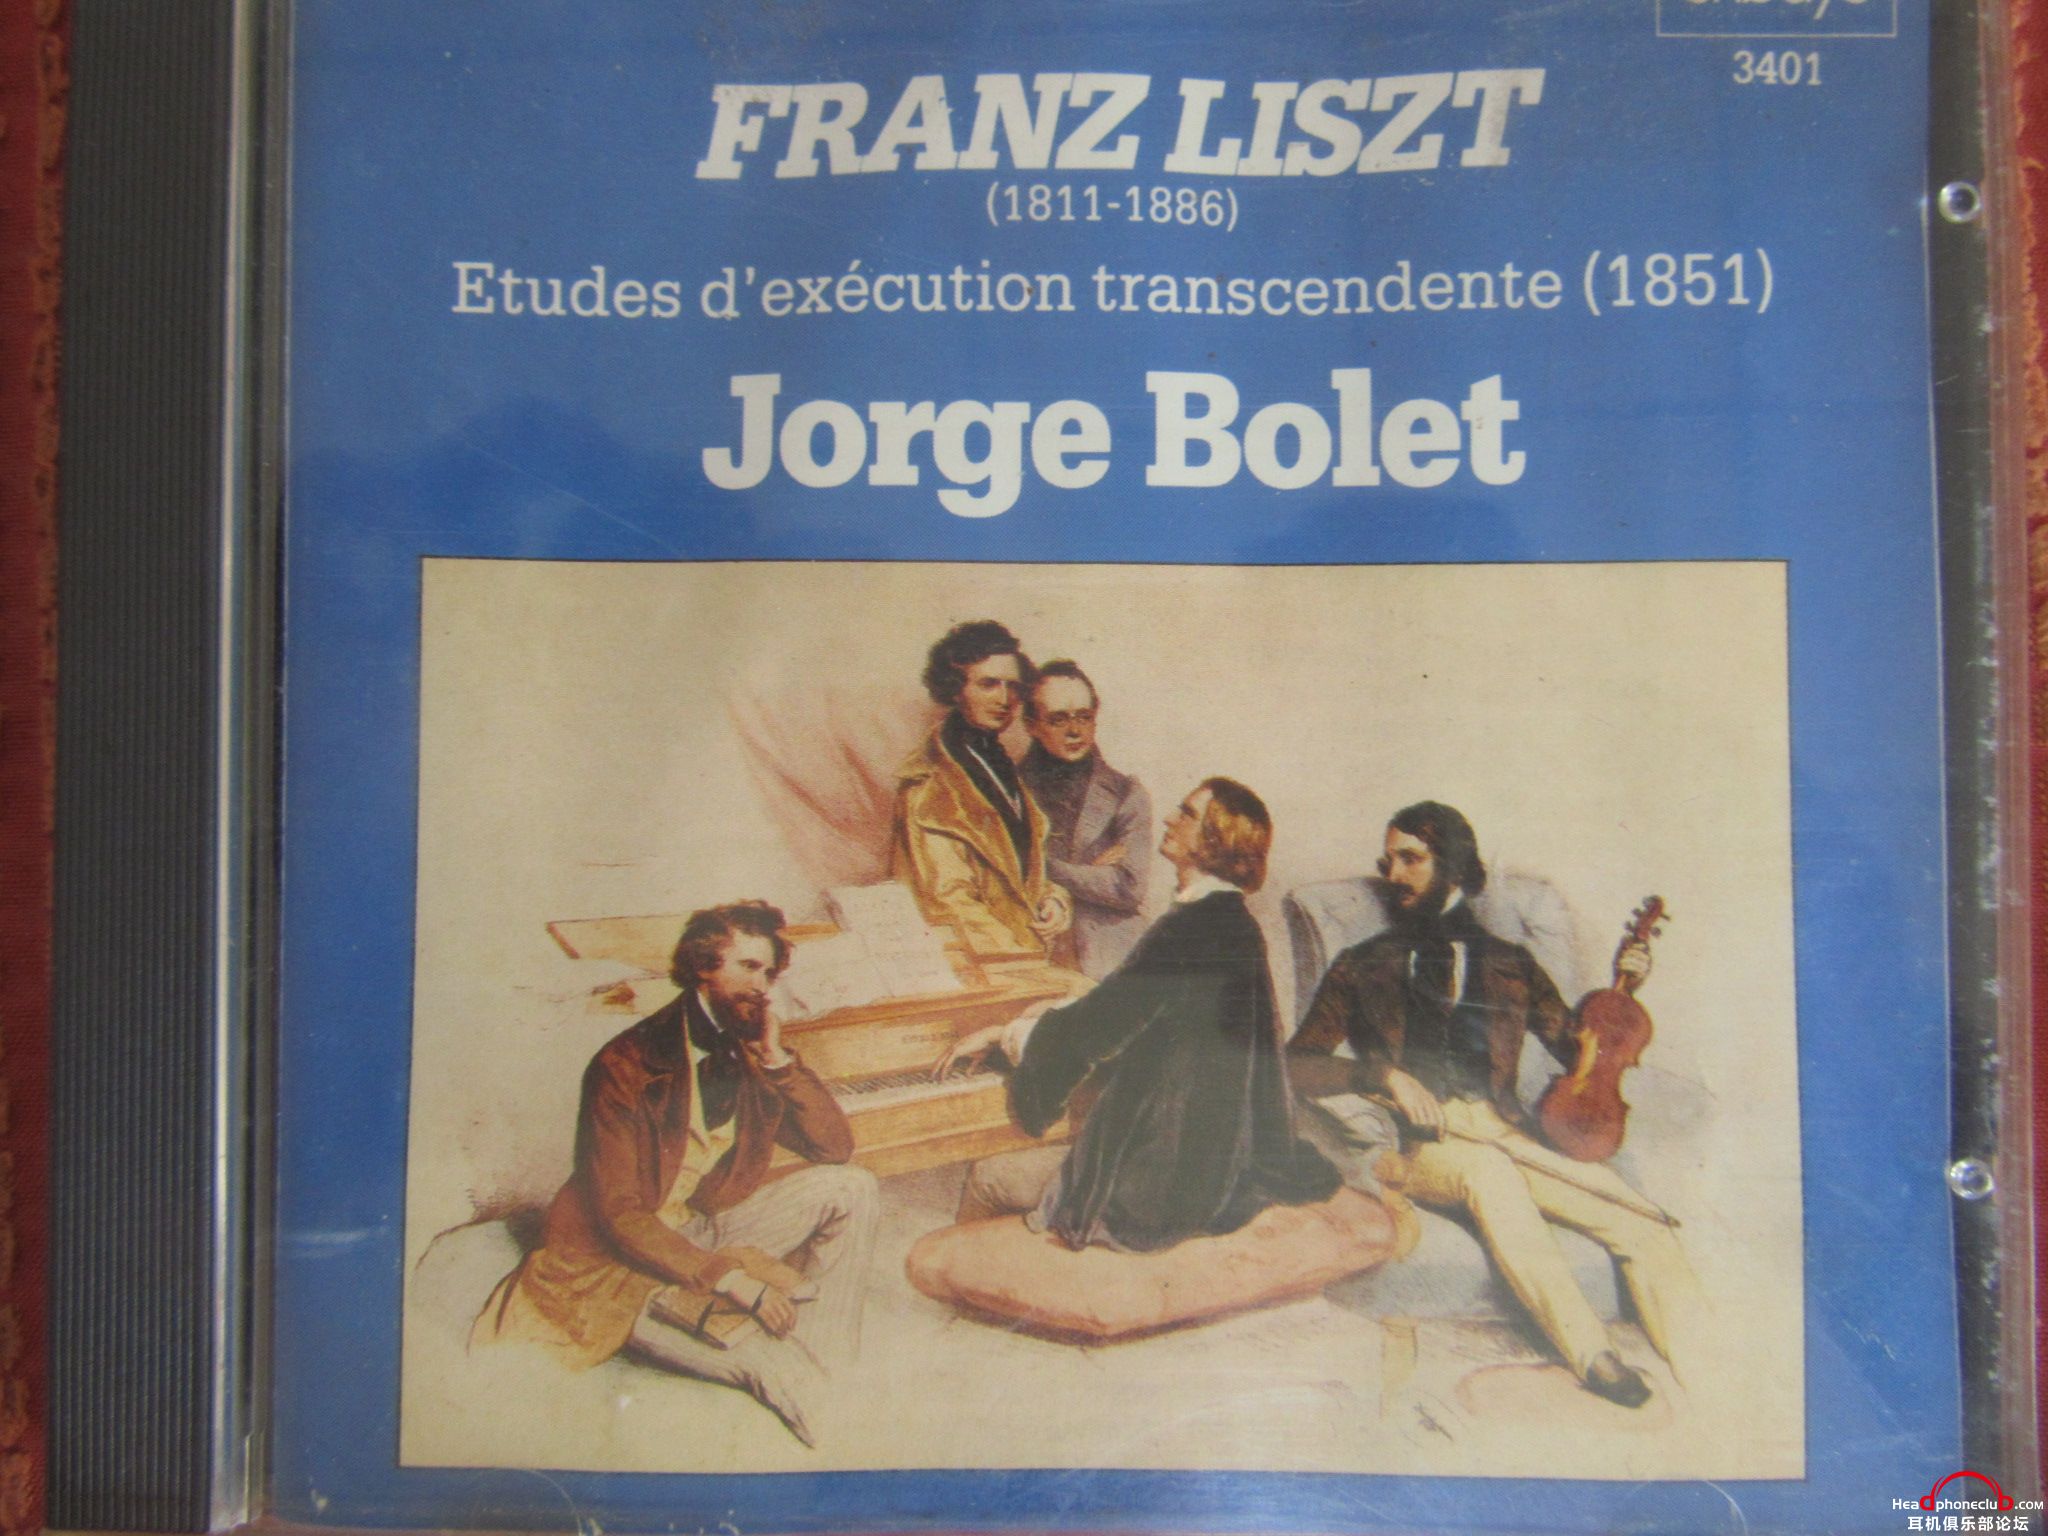 3401
FRANZ LISZT
(1811-1886)
Etudes d'exécution transcendente (1851)
Jorge Bolet
Headphoneclub.com
耳机俱乐部论坛